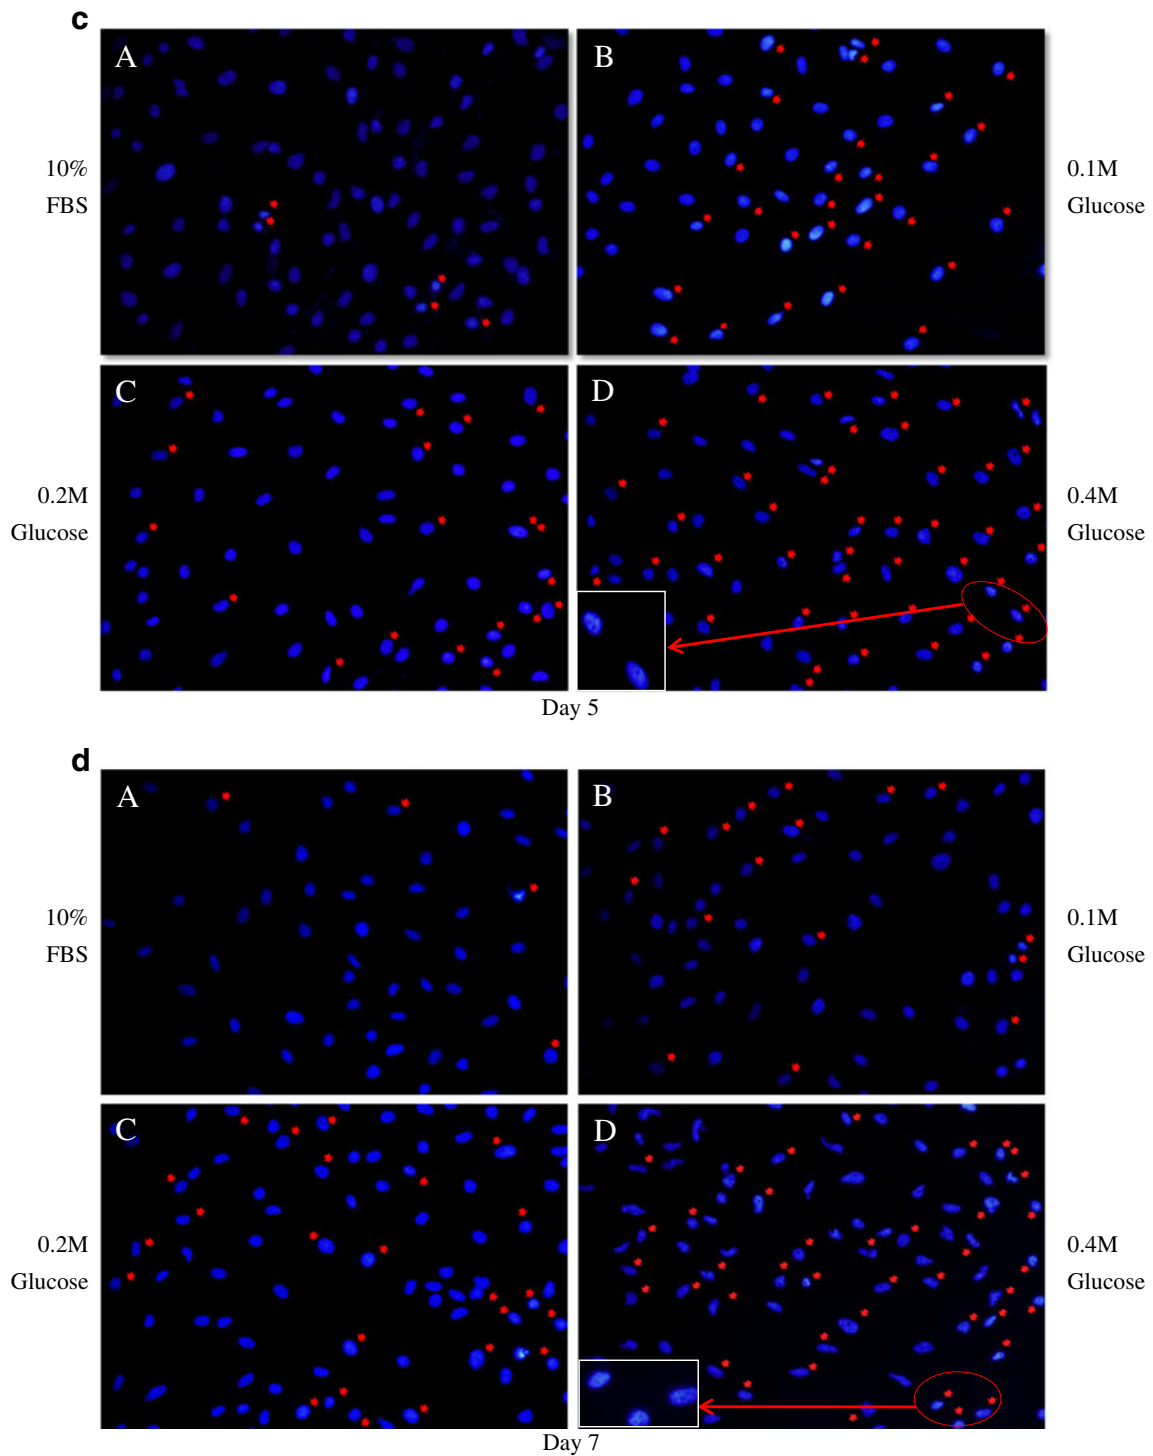 c
A
B
10%
FBS
0.1M
Glucose
C
D
0.2M
Glucose
0.4M
Glucose
Day 5
d
A
B
10%
FBS
0.1M
Glucose
C
D
0.2M
Glucose
0.4M
Glucose
Day 7